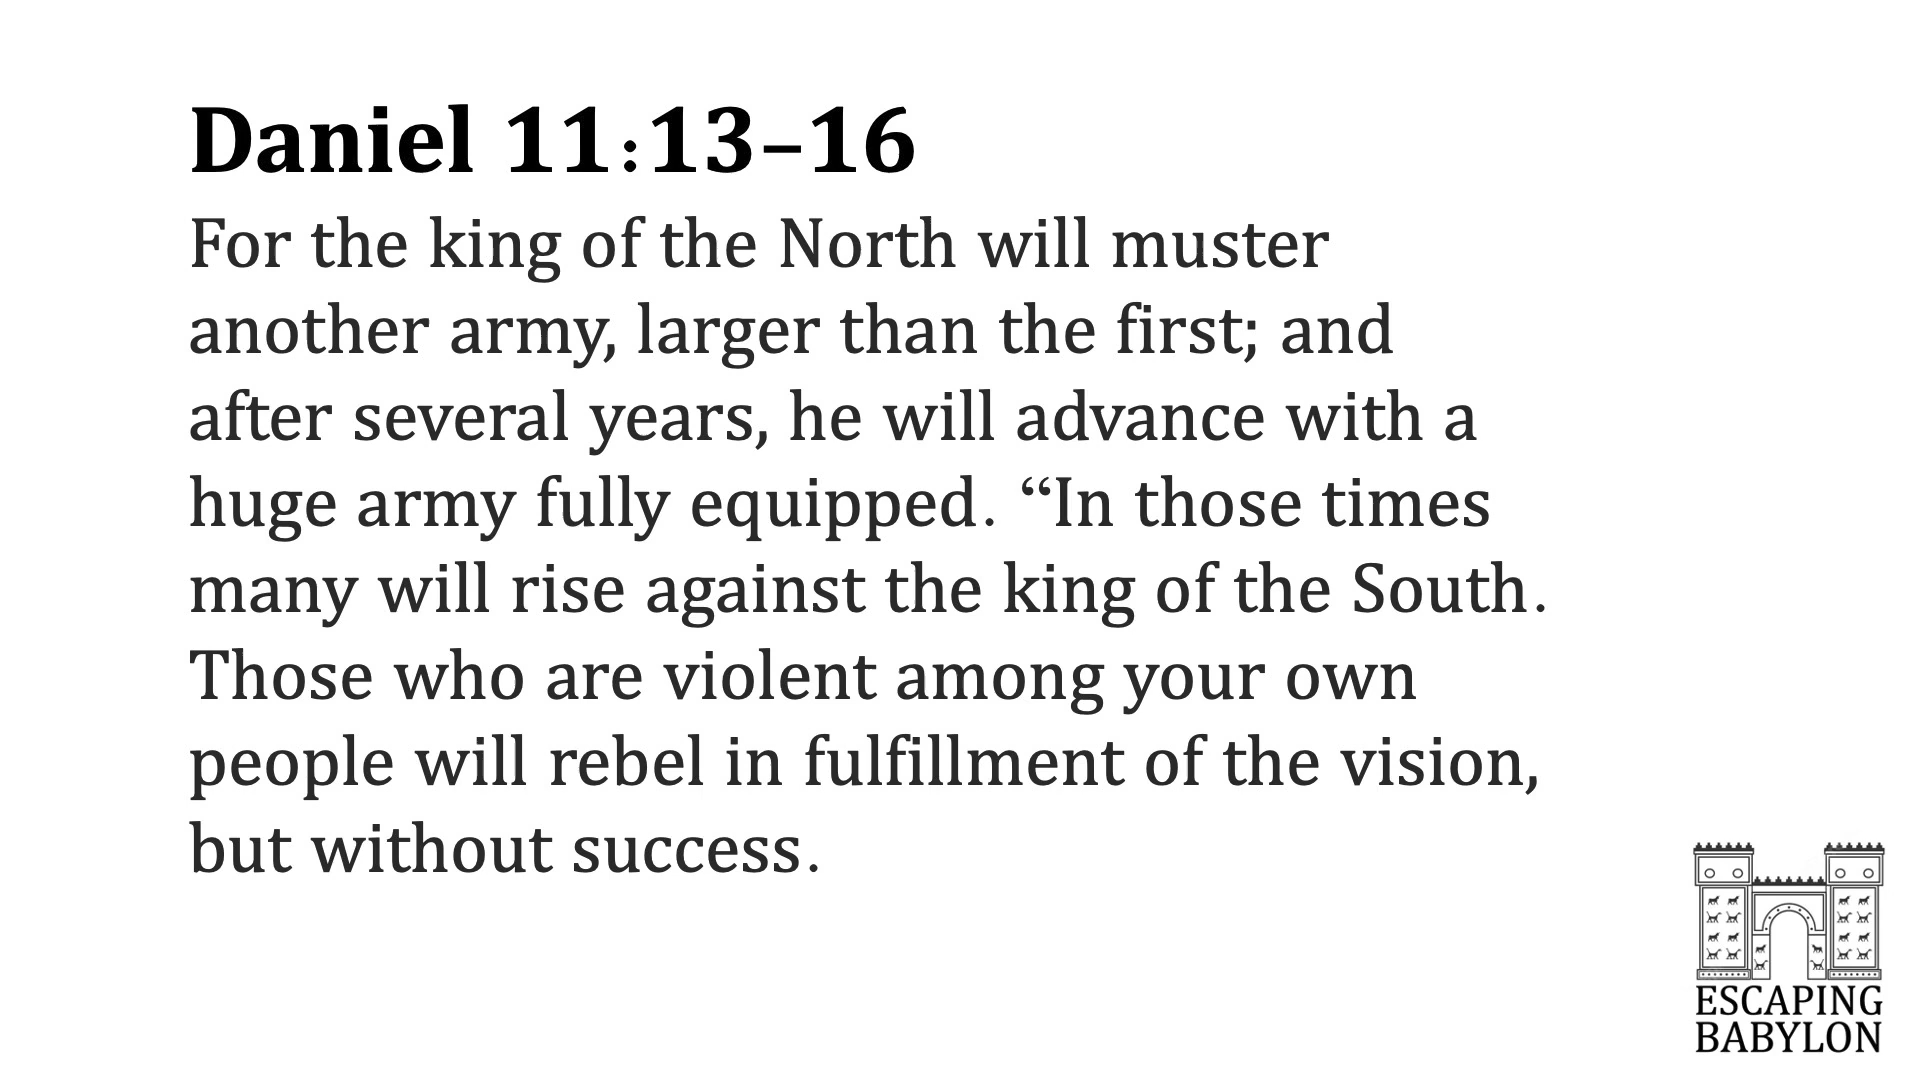 Daniel 11:13–16
For the king of the North will muster
another army, larger than the first; and
after several years, he will advance with a
huge army fully equipped. “In those times
many will rise against the king of the South.
Those who are violent among your own
people will rebel in fulfillment of the vision,
but without success.
ESCAPING
BABYLON